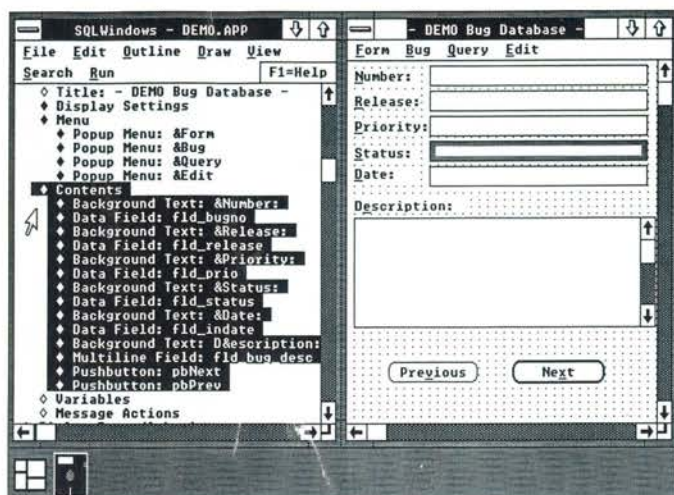 SQLWindows - DEMO.APP
File Edit Outline Draw View
Search Run F1=Help
◇ Title: - DEMO Bug Database -
◆ Display Settings
◆ Menu
◆ Popup Menu: &Form
◆ Popup Menu: &Bug
◆ Popup Menu: &Query
◆ Popup Menu: &Edit
◆ Contents
◆ Background Text: &Number:
◆ Data Field: fld_bugno
◆ Background Text: &Release:
◆ Data Field: fld_release
◆ Background Text: &Priority:
◆ Data Field: fld_prio
◆ Background Text: &Status:
◆ Data Field: fld_status
◆ Background Text: &Date:
◆ Data Field: fld_indate
◆ Background Text: D&escription:
◆ Multiline Field: fld_bug_desc
◆ Pushbutton: pbNext
◆ Pushbutton: pbPrev
◇ Variables
◇ Message Actions
- DEMO Bug Database -
Form Bug Query Edit
Number:
Release:
Priority:
Status:
Date:
Description:
Previous Next